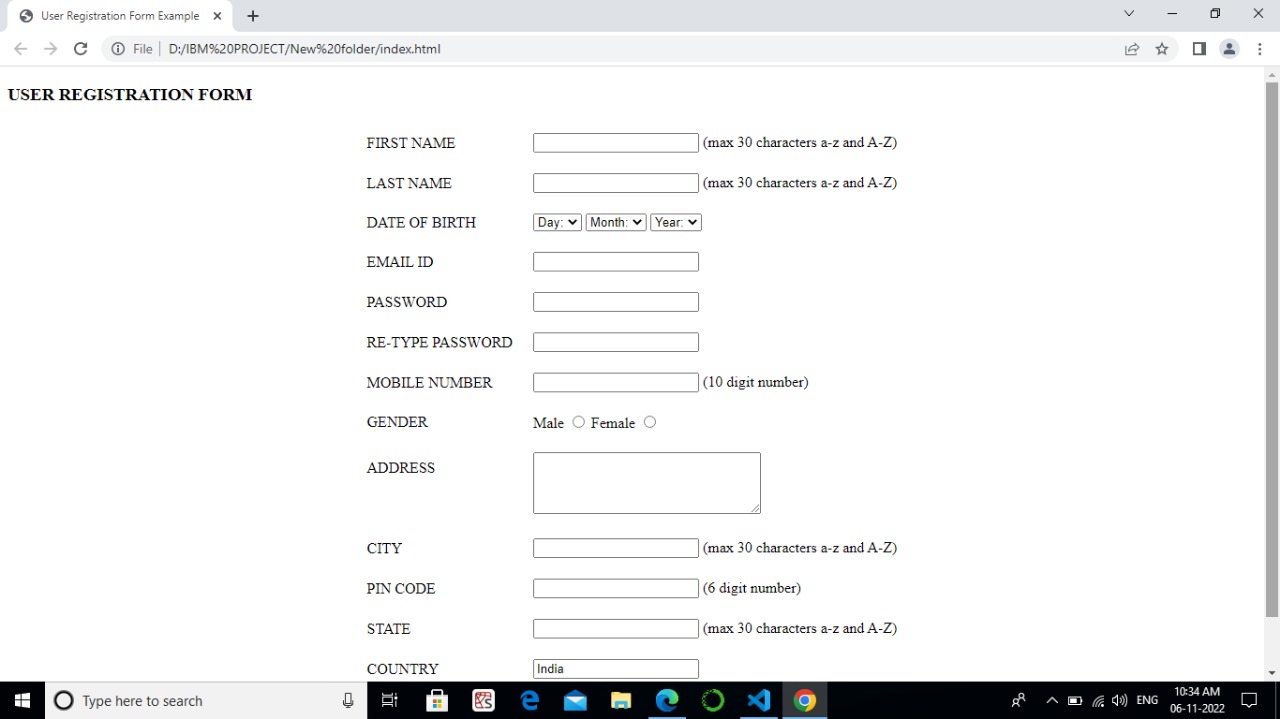 User Registration Form Example
File D:/IBM%20PROJECT/New%20folder/index.html
USER REGISTRATION FORM
FIRST NAME (max 30 characters a-z and A-Z)
LAST NAME (max 30 characters a-z and A-Z)
DATE OF BIRTH Day: Month: Year:
EMAIL ID
PASSWORD
RE-TYPE PASSWORD
MOBILE NUMBER (10 digit number)
GENDER Male Female
ADDRESS
CITY (max 30 characters a-z and A-Z)
PIN CODE (6 digit number)
STATE (max 30 characters a-z and A-Z)
COUNTRY India
Type here to search ENG 10:34 AM
06-11-2022